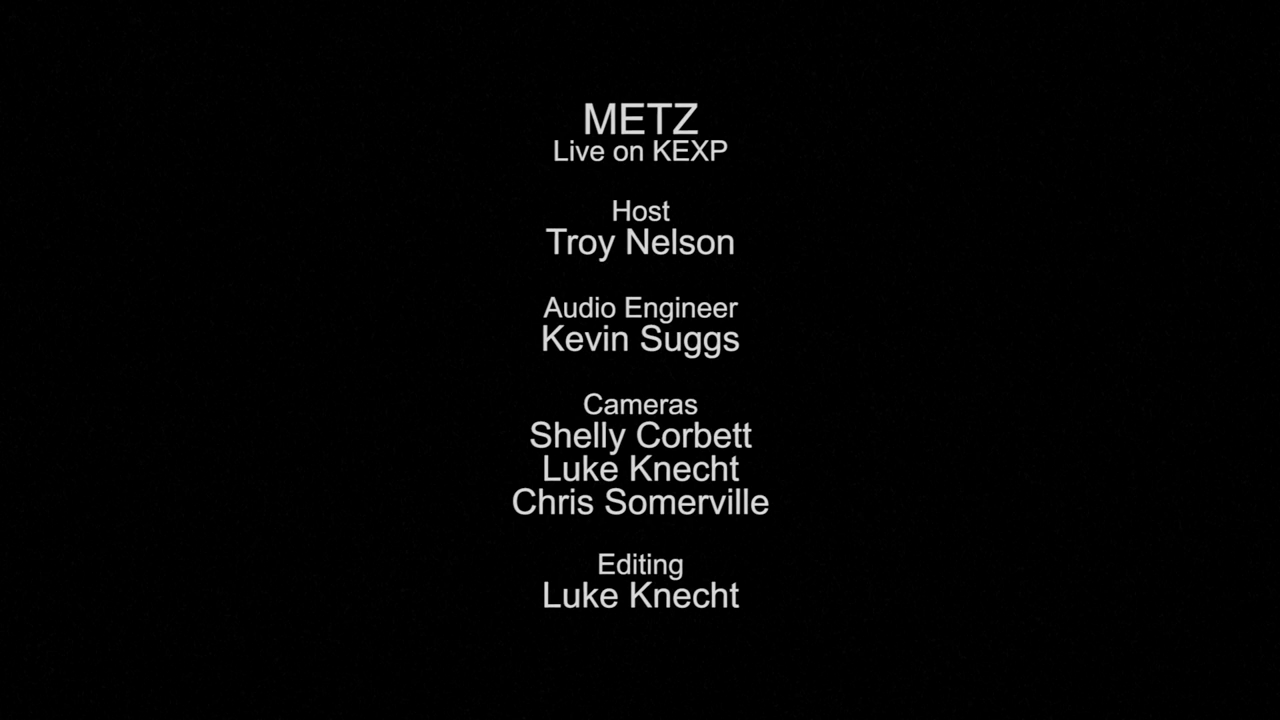 METZ
Live on KEXP
Host
Troy Nelson
Audio Engineer
Kevin Suggs
Cameras
Shelly Corbett
Luke Knecht
Chris Somerville
Editing
Luke Knecht